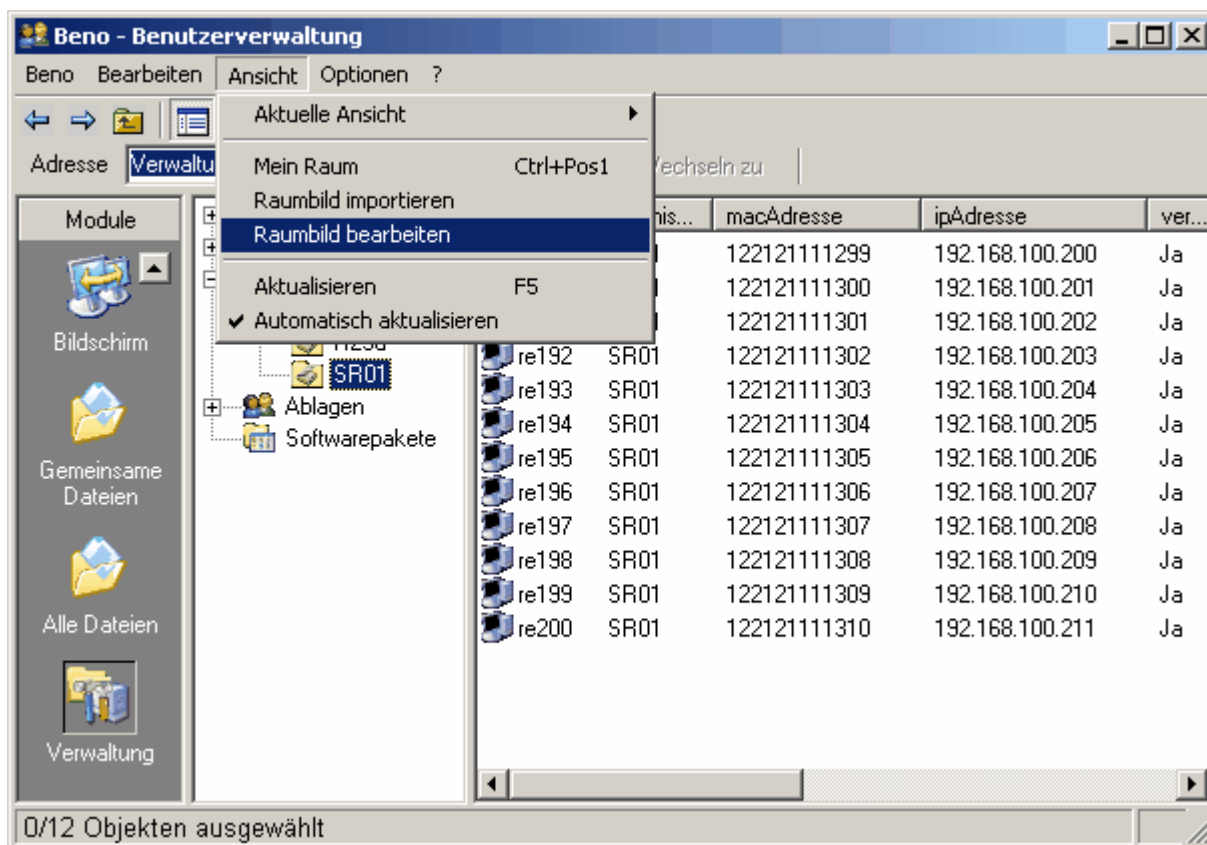 Beno - Benutzerverwaltung
Beno Bearbeiten Ansicht Optionen ?
Aktuelle Ansicht
Mein Raum Ctrl+Pos1
Raumbild importieren
Raumbild bearbeiten
Aktualisieren F5
Automatisch aktualisieren
Adresse Verwaltu echseln zu
Module
Bildschirm
Gemeinsame
Dateien
Alle Dateien
Verwaltung
SR01
Ablagen
Softwarepakete
nis... macAdresse ipAdresse ver...
122121111299 192.168.100.200 Ja
122121111300 192.168.100.201 Ja
122121111301 192.168.100.202 Ja
re192 SR01 122121111302 192.168.100.203 Ja
re193 SR01 122121111303 192.168.100.204 Ja
re194 SR01 122121111304 192.168.100.205 Ja
re195 SR01 122121111305 192.168.100.206 Ja
re196 SR01 122121111306 192.168.100.207 Ja
re197 SR01 122121111307 192.168.100.208 Ja
re198 SR01 122121111308 192.168.100.209 Ja
re199 SR01 122121111309 192.168.100.210 Ja
re200 SR01 122121111310 192.168.100.211 Ja
0/12 Objekten ausgewählt